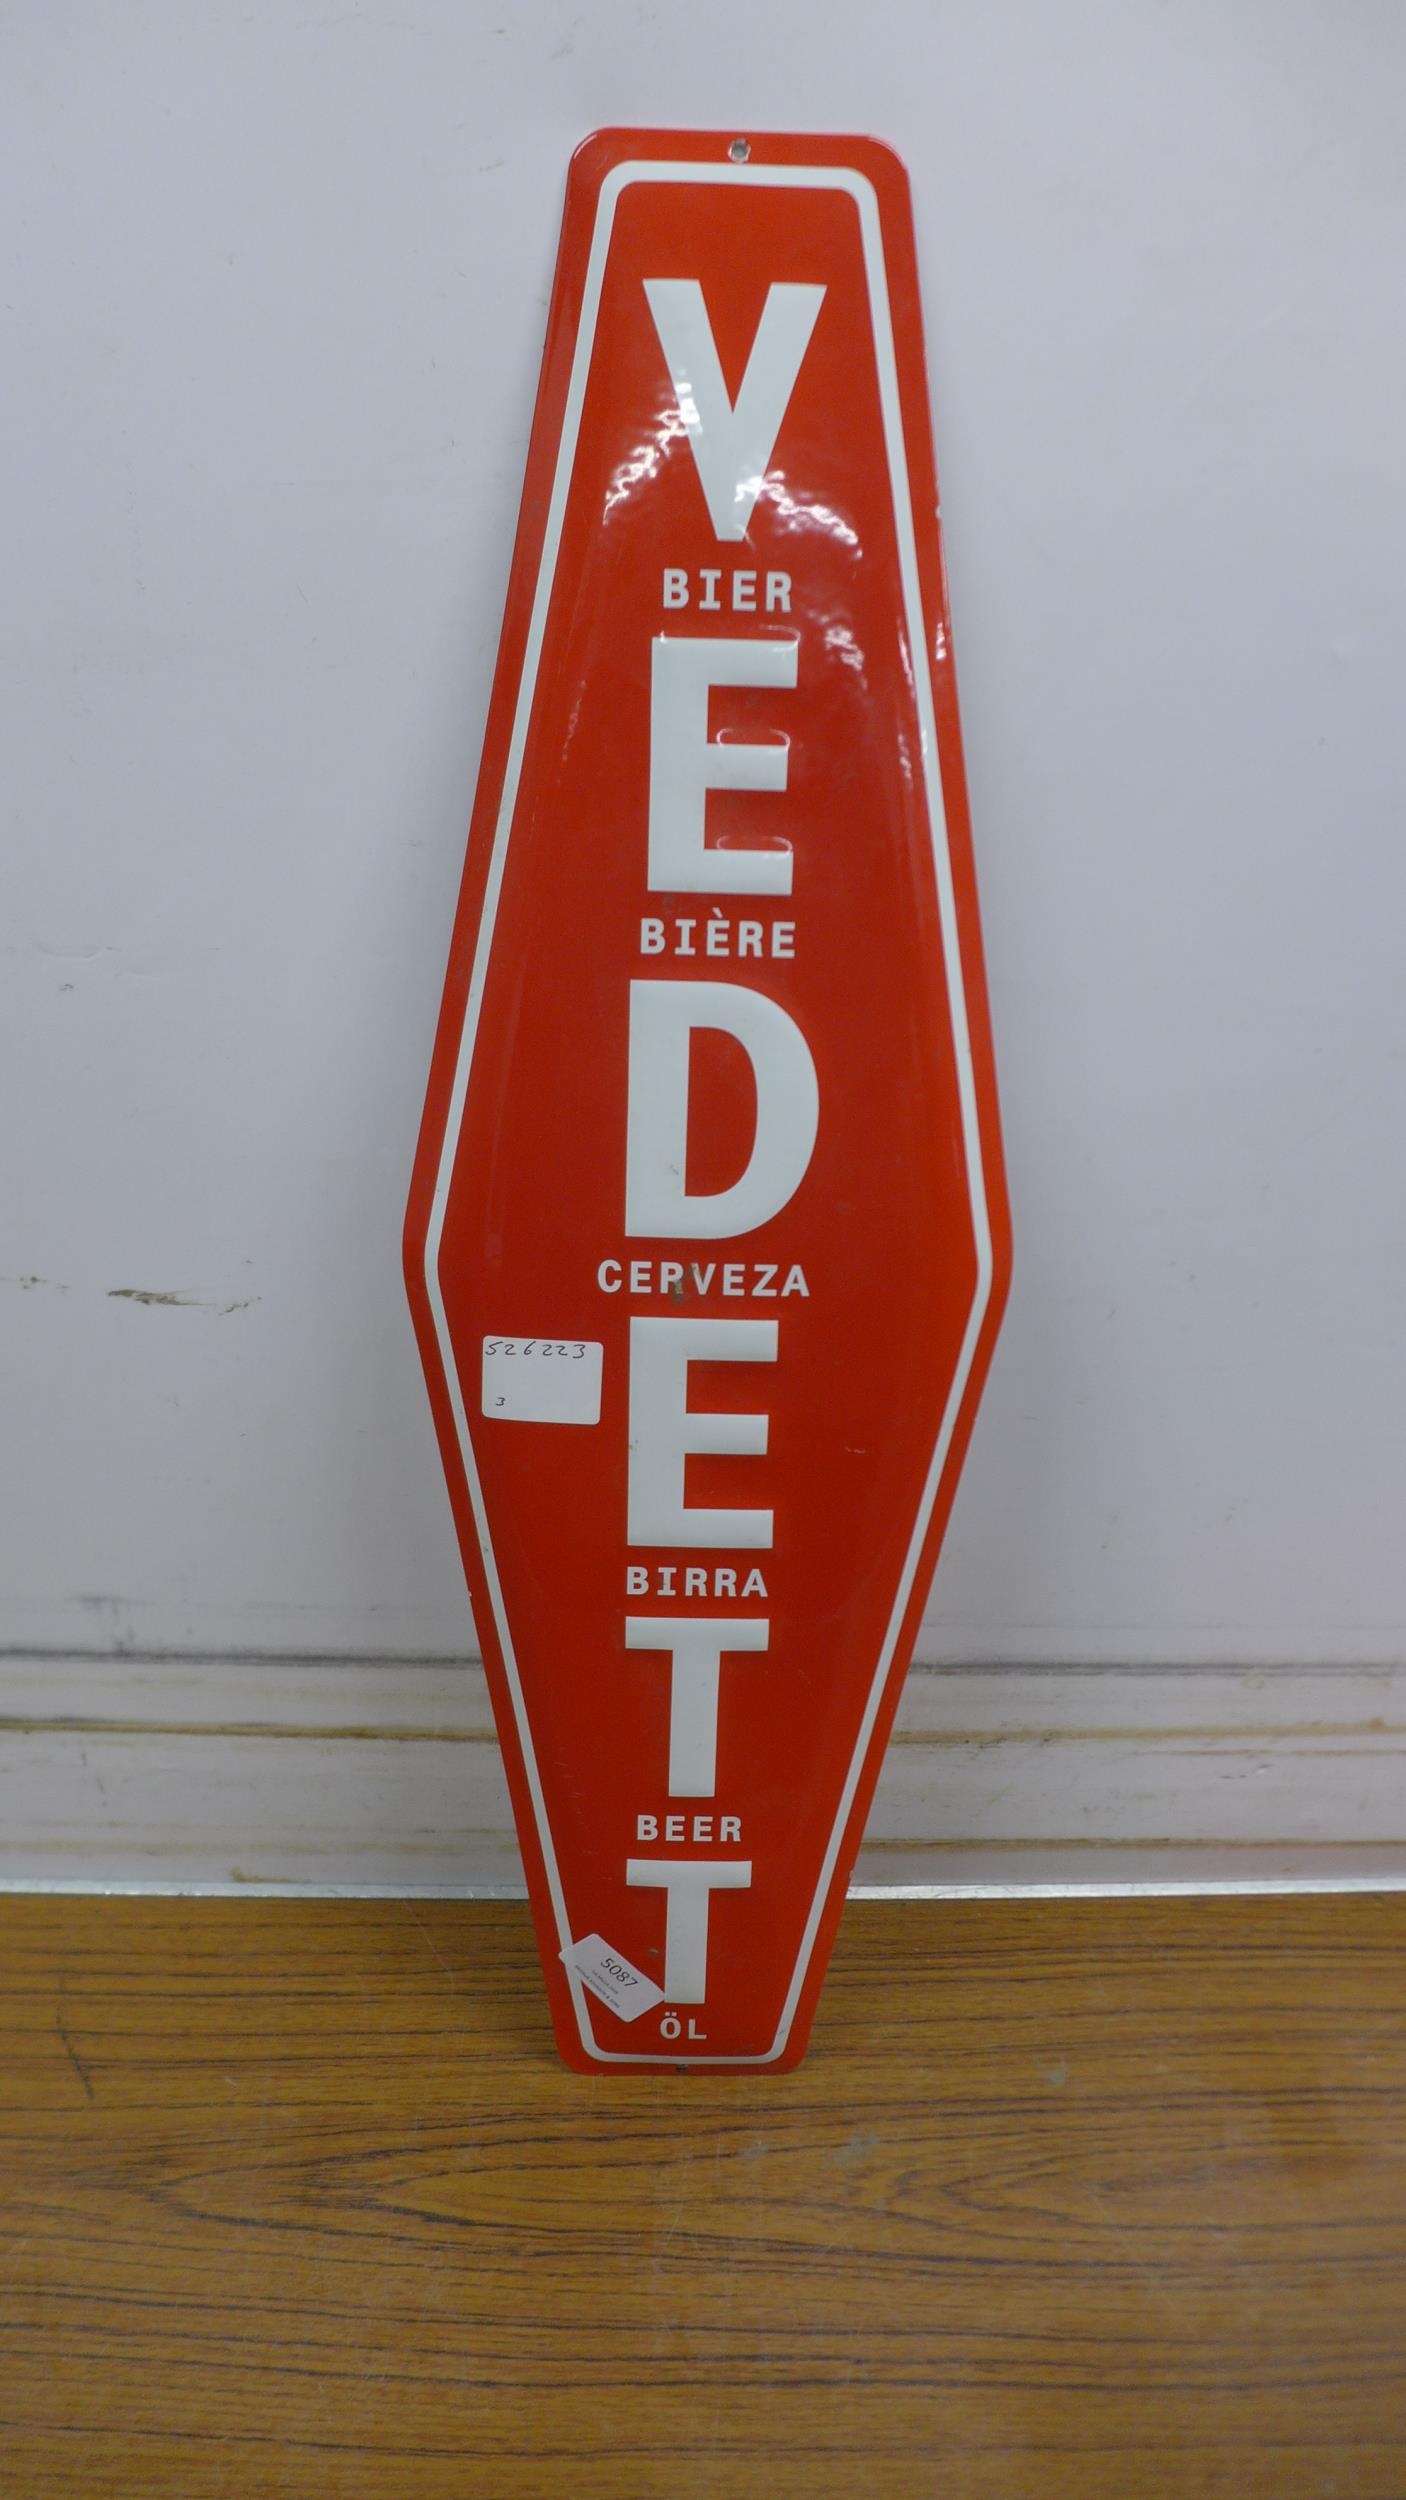 V
BIER
E
BIÈRE
D
CERVEZA
526223
3
E
BIRRA
T
BEER
T
5087
ÖL